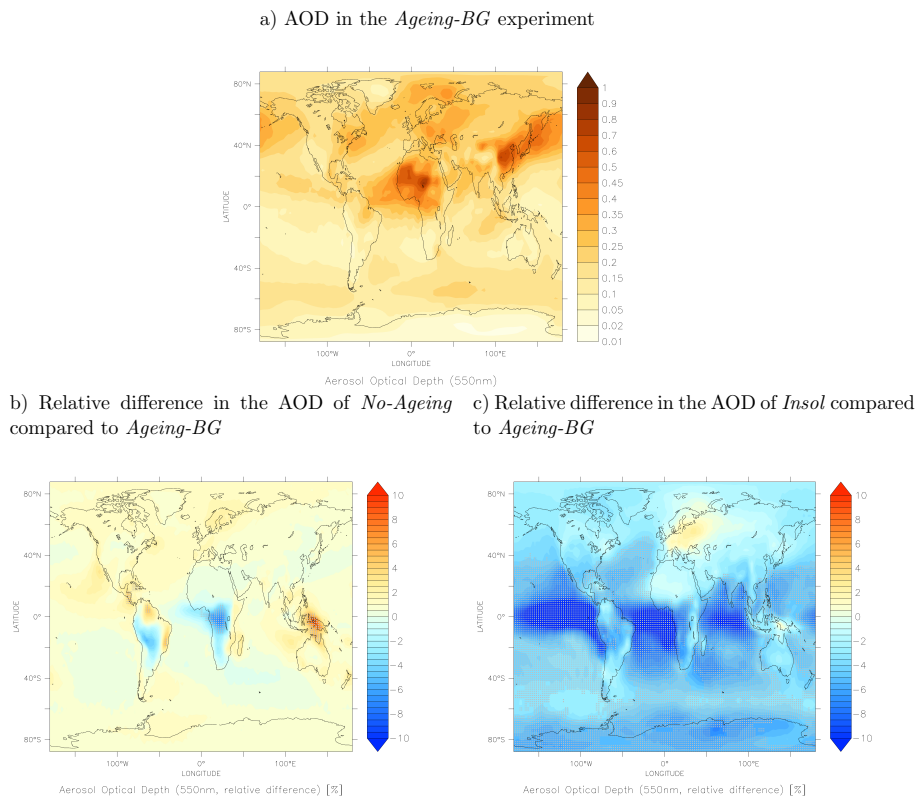 a) AOD in the Ageing-BG experiment
80°N
40°N
0°
40°S
80°S
LATITUDE
100°W
0°
100°E
LONGITUDE
1
0.9
0.8
0.7
0.6
0.5
0.45
0.4
0.35
0.3
0.25
0.2
0.15
0.1
0.05
0.02
0.01
Aerosol Optical Depth (550nm)
b) Relative difference in the AOD of No-Ageing
compared to Ageing-BG
80°N
40°N
0°
40°S
80°S
LATITUDE
100°W
0°
100°E
LONGITUDE
10
8
6
4
2
0
-2
-4
-6
-8
-10
Aerosol Optical Depth (550nm, relative difference) [%]
c) Relative difference in the AOD of Insol compared
to Ageing-BG
80°N
40°N
0°
40°S
80°S
LATITUDE
100°W
0°
100°E
LONGITUDE
10
8
6
4
2
0
-2
-4
-6
-8
-10
Aerosol Optical Depth (550nm, relative difference) [%]